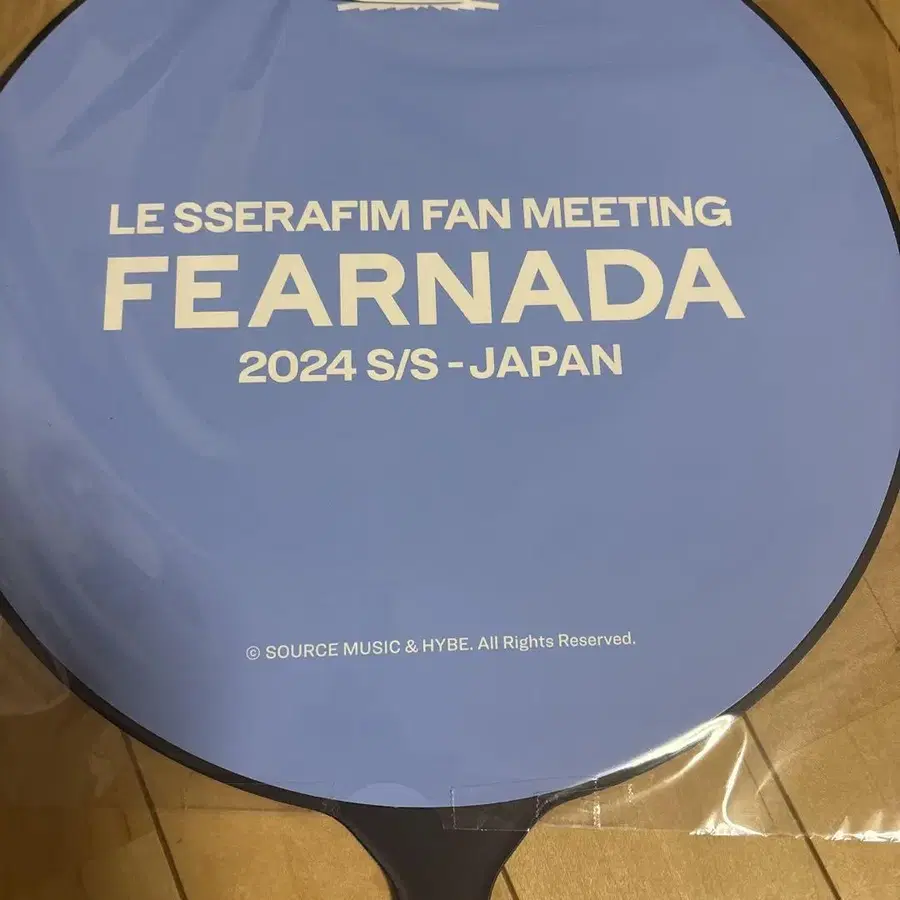 LE SSERAFIM FAN MEETING
FEARNADA
2024 S/S - JAPAN
© SOURCE MUSIC & HYBE. All Rights Reserved.